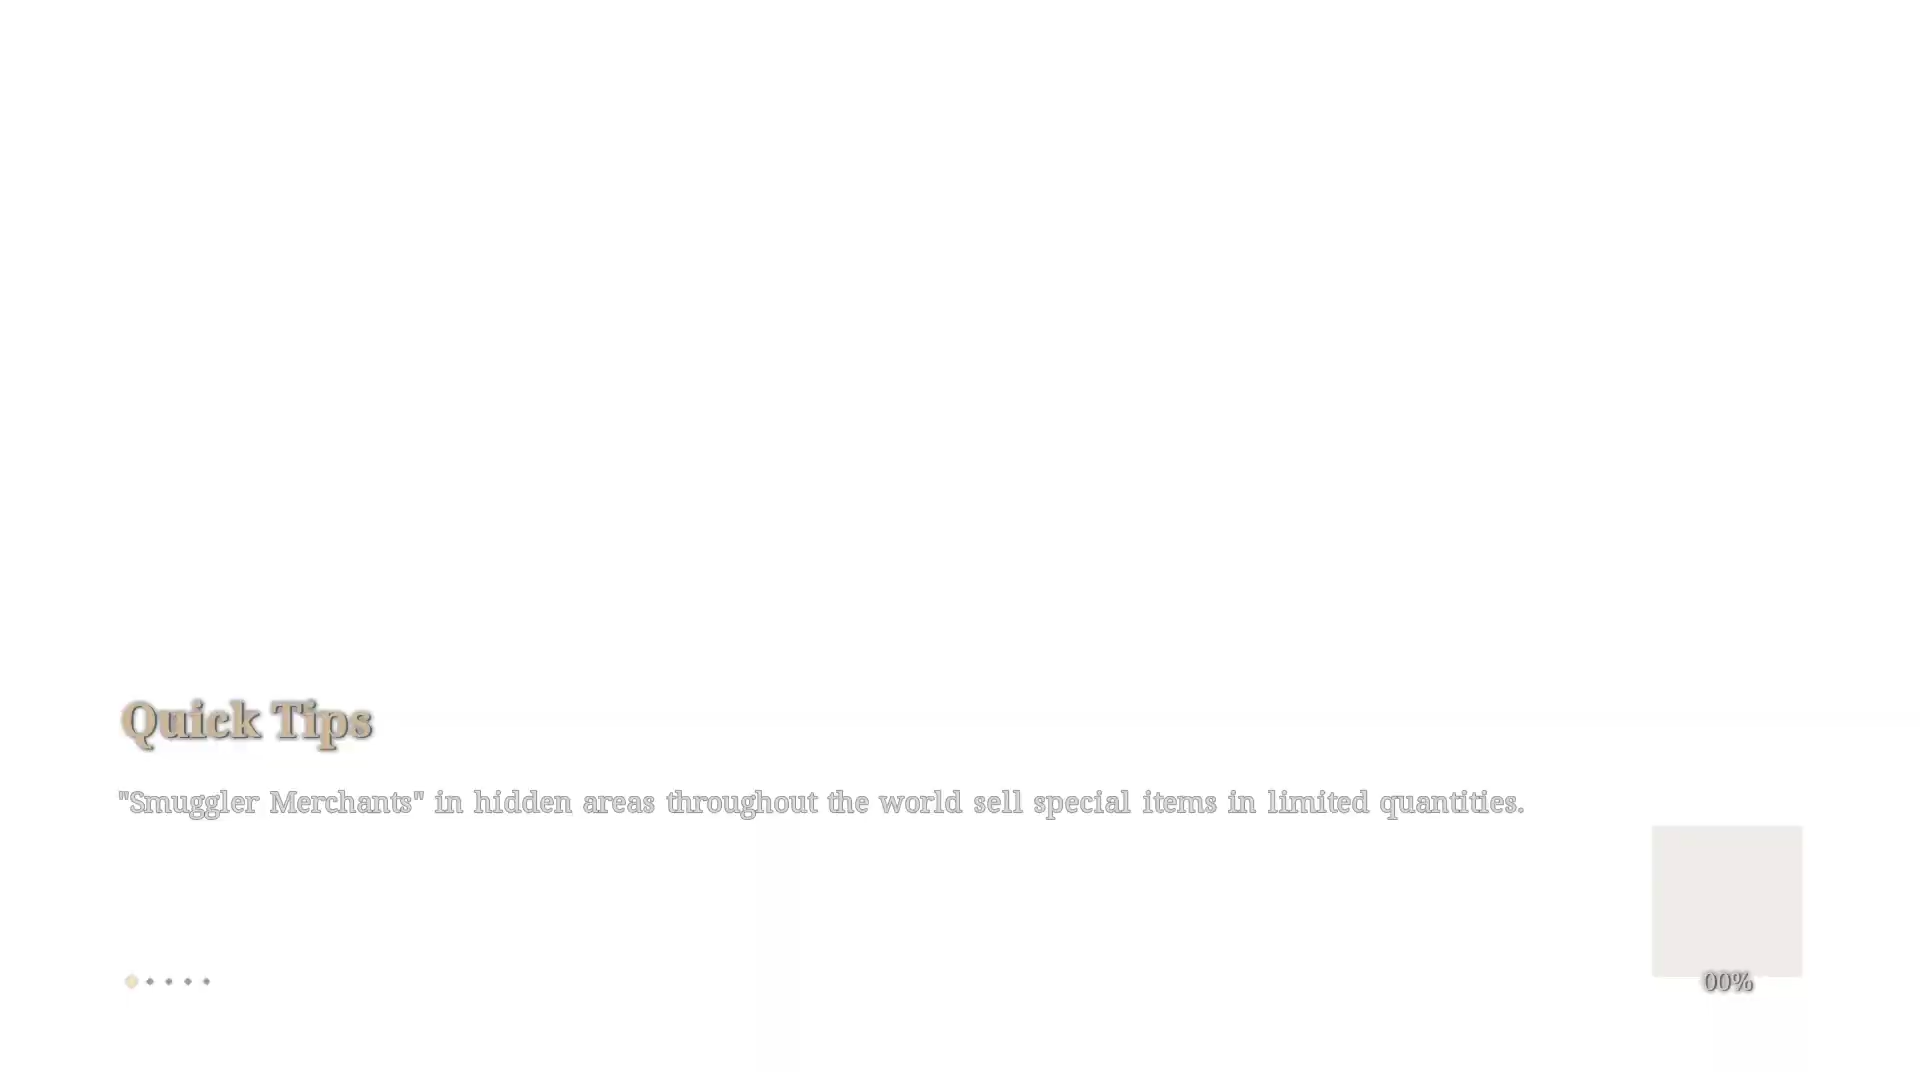 Quick Tips
"Smuggler Merchants" in hidden areas throughout the world sell special items in limited quantities.
00%